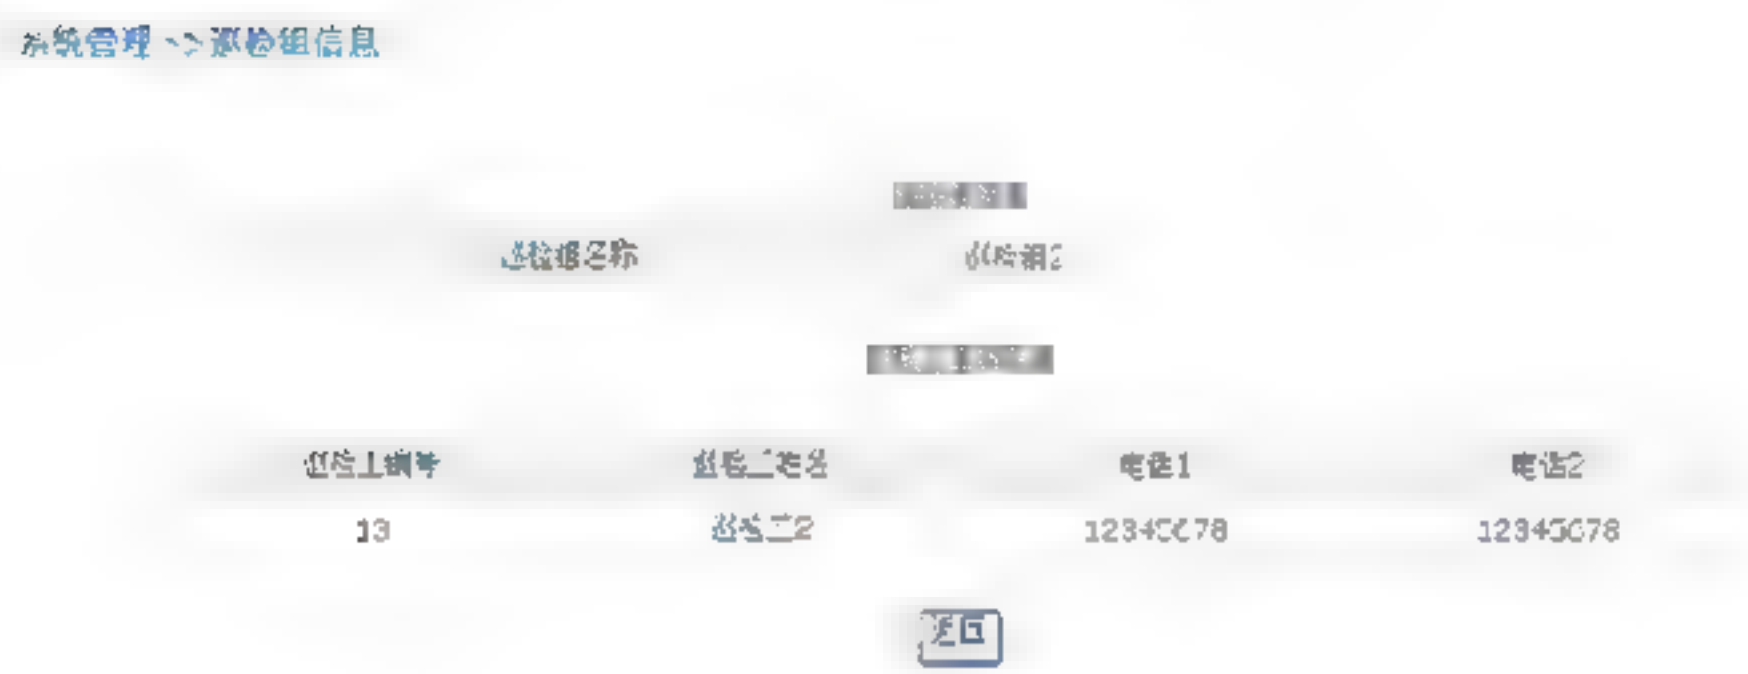 系统管理 -> 巡检组信息
巡检组名称 巡检组2
巡检工编号 巡检工姓名 电话1 电话2
13 巡检工2 12345678 12345678
返回